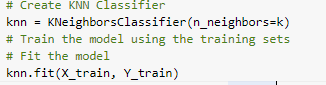 # Create KNN Classifier
knn = KNeighborsClassifier(n_neighbors=k)
# Train the model using the training sets
# Fit the model
knn.fit(X_train, Y_train)